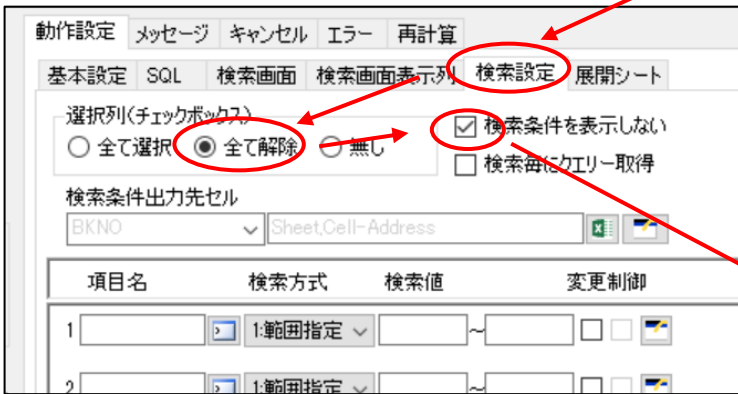 動作設定 メッセージ キャンセル エラー 再計算
基本設定 SQL 検索画面 検索画面表示列 検索設定 展開シート
選択列(チェックボックス)
全て選択 全て解除 無し
検索条件を表示しない
検索毎にクエリー取得
検索条件出力先セル
BKNO Sheet,Cell-Address
項目名 検索方式 検索値 変更制御
1 1:範囲指定 ~
2 1:範囲指定 ~